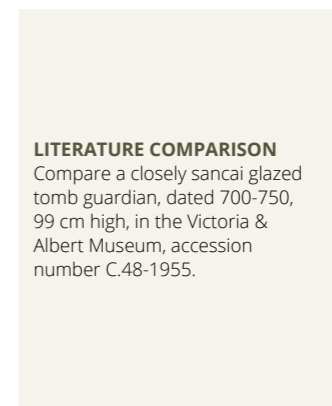 LITERATURE COMPARISON
Compare a closely sancai glazed
tomb guardian, dated 700-750,
99 cm high, in the Victoria &
Albert Museum, accession
number C.48-1955.